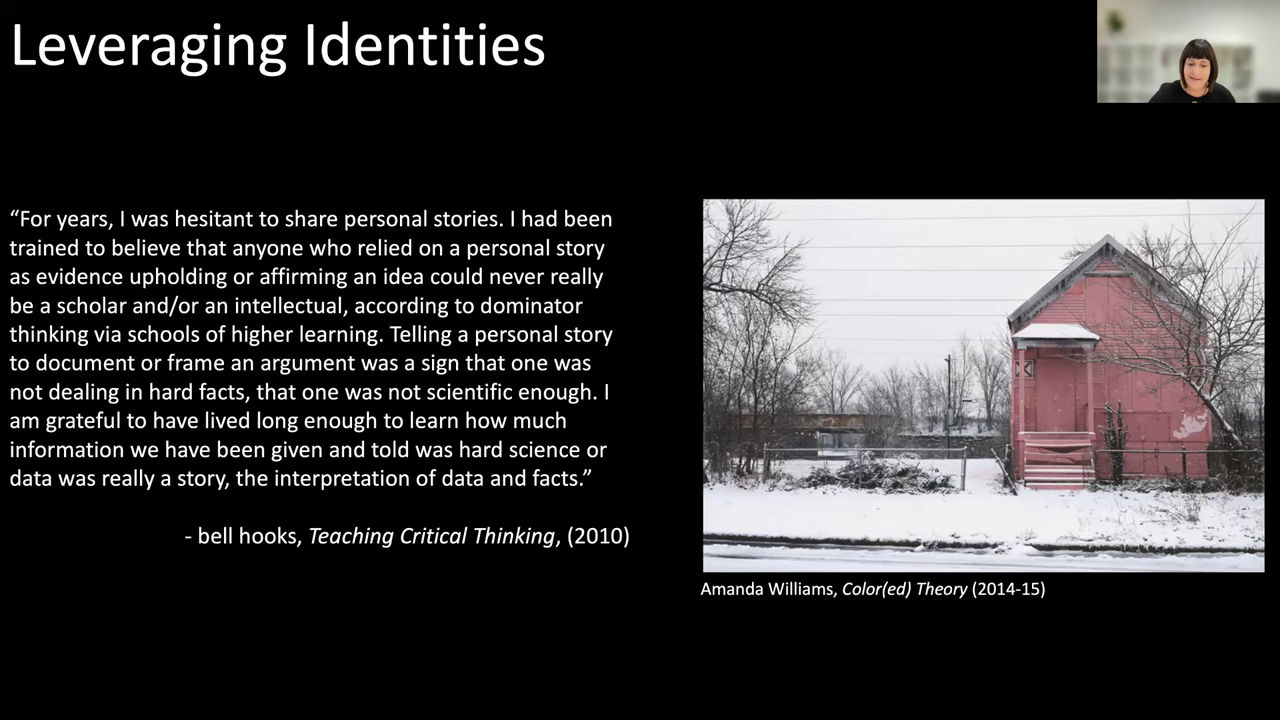 Leveraging Identities
“For years, I was hesitant to share personal stories. I had been
trained to believe that anyone who relied on a personal story
as evidence upholding or affirming an idea could never really
be a scholar and/or an intellectual, according to dominator
thinking via schools of higher learning. Telling a personal story
to document or frame an argument was a sign that one was
not dealing in hard facts, that one was not scientific enough. I
am grateful to have lived long enough to learn how much
information we have been given and told was hard science or
data was really a story, the interpretation of data and facts.”
- bell hooks, Teaching Critical Thinking, (2010)
Amanda Williams, Color(ed) Theory (2014-15)